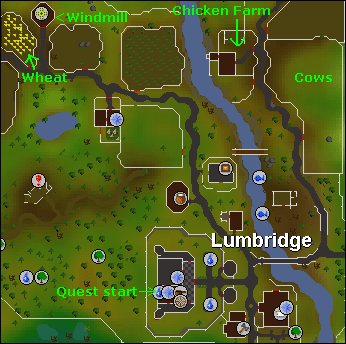 Chicken Farm
<Windmill
Wheat
Cows
Lumbridge
Quest start→